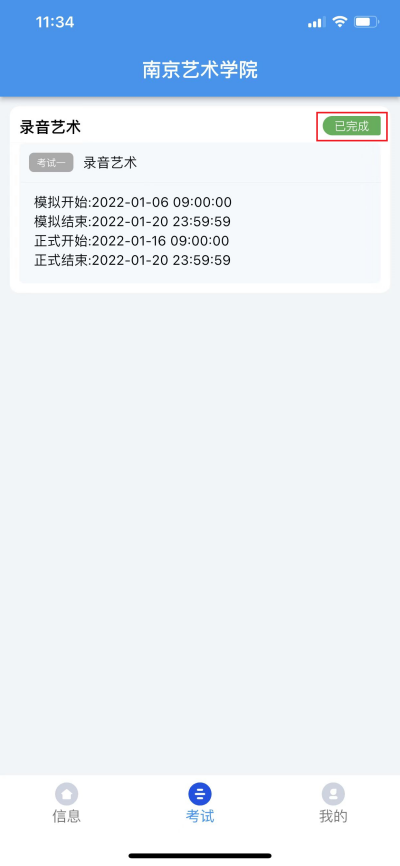 11:34
南京艺术学院
录音艺术
已完成
考试一 录音艺术
模拟开始:2022-01-06 09:00:00
模拟结束:2022-01-20 23:59:59
正式开始:2022-01-16 09:00:00
正式结束:2022-01-20 23:59:59
信息 考试 我的